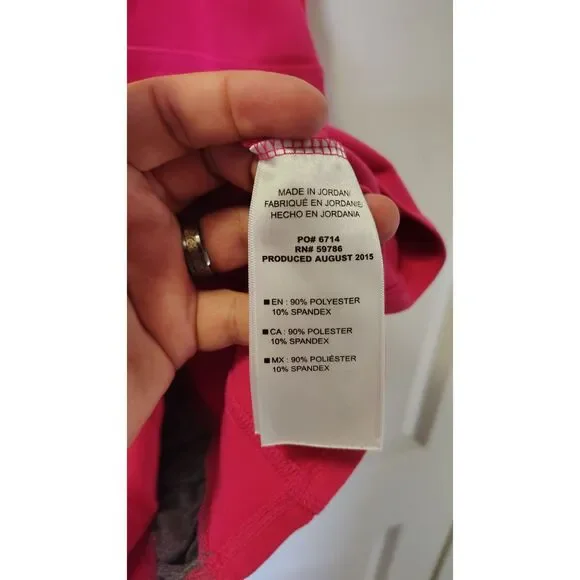 MADE IN JORDAN/
FABRIQUÉ EN JORDANIE/
HECHO EN JORDANIA
PO# 6714
RN# 59786
PRODUCED AUGUST 2015
■ EN : 90% POLYESTER
10% SPANDEX
■ CA : 90% POLESTER
10% SPANDEX
■ MX : 90% POLIÉSTER
10% SPANDEX